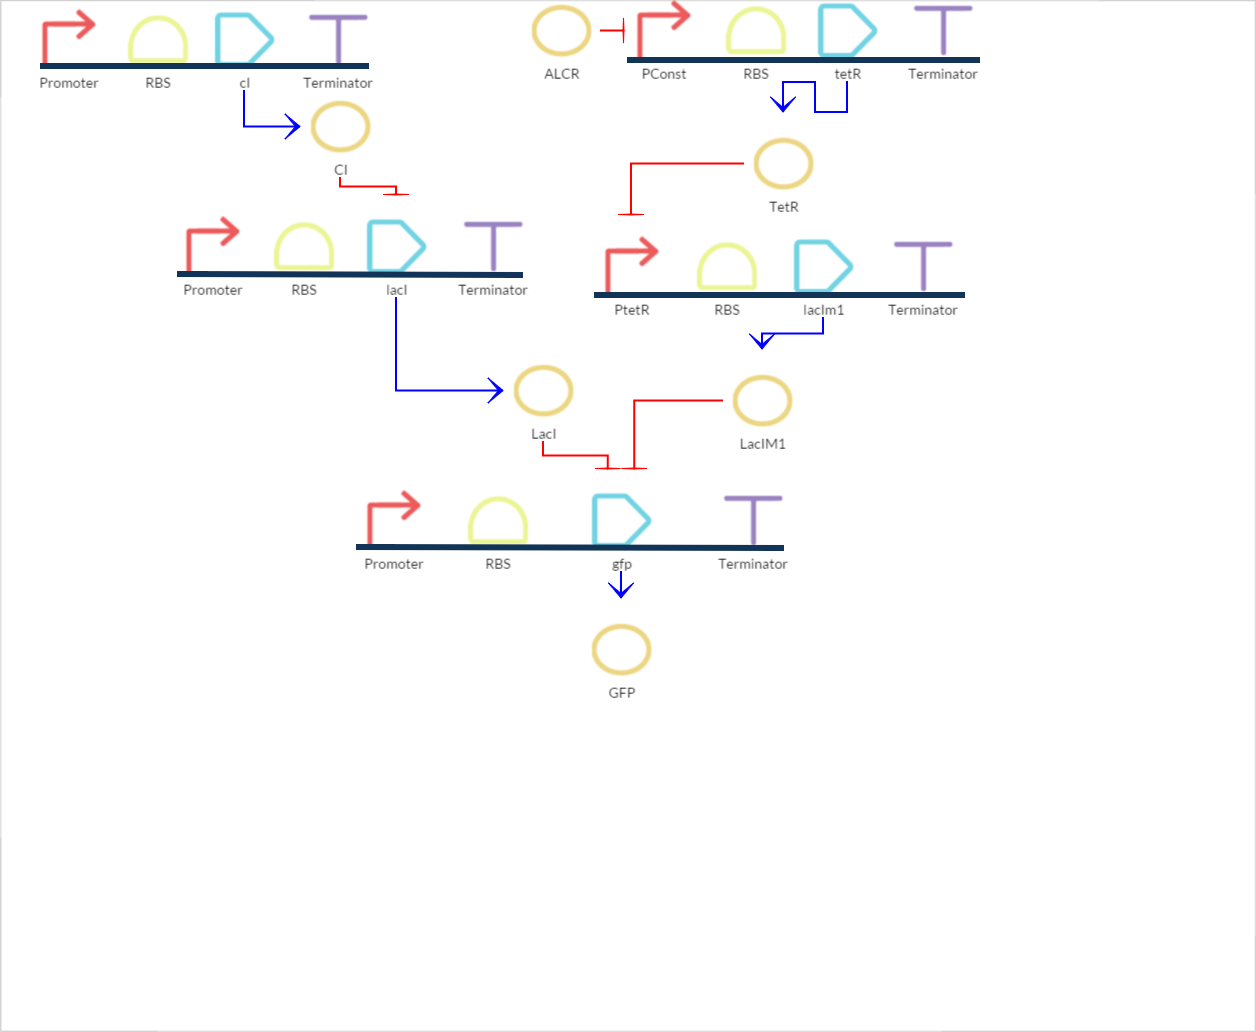 Promoter RBS cI Terminator
ALCR PConst RBS tetR Terminator
CI
TetR
Promoter RBS lacI Terminator
PtetR RBS lacIm1 Terminator
LacI
LacIM1
Promoter RBS gfp Terminator
GFP